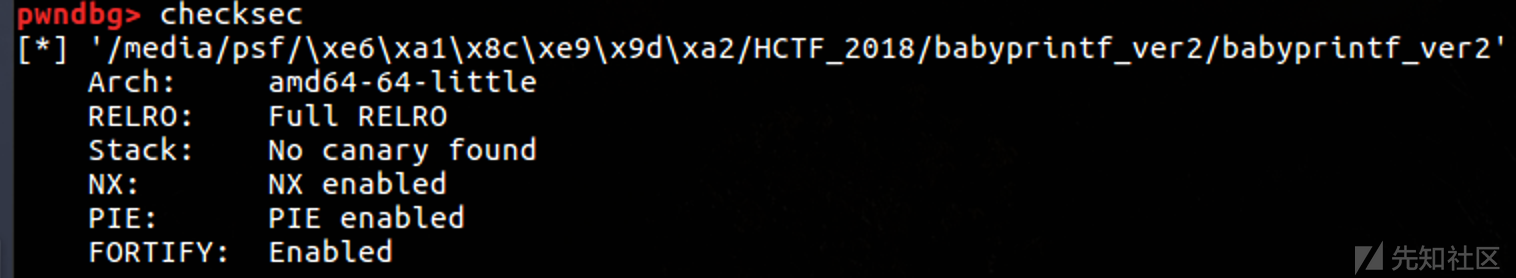 pwndbg> checksec
[*] '/media/psf/\xe6\xa1\x8c\xe9\x9d\xa2/HCTF_2018/babyprintf_ver2/babyprintf_ver2'
Arch: amd64-64-little
RELRO: Full RELRO
Stack: No canary found
NX: NX enabled
PIE: PIE enabled
FORTIFY: Enabled
先知社区